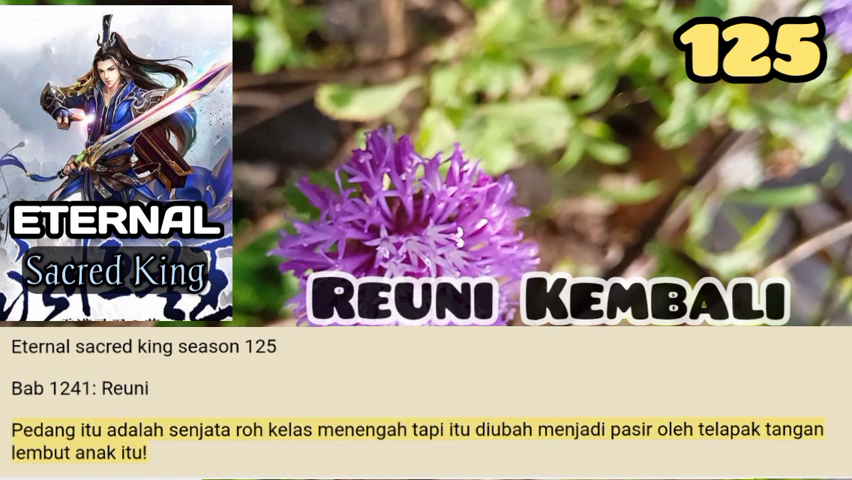 125
ETERNAL
Sacred King
REUNI KEMBALI
Eternal sacred king season 125
Bab 1241: Reuni
Pedang itu adalah senjata roh kelas menengah tapi itu diubah menjadi pasir oleh telapak tangan
lembut anak itu!